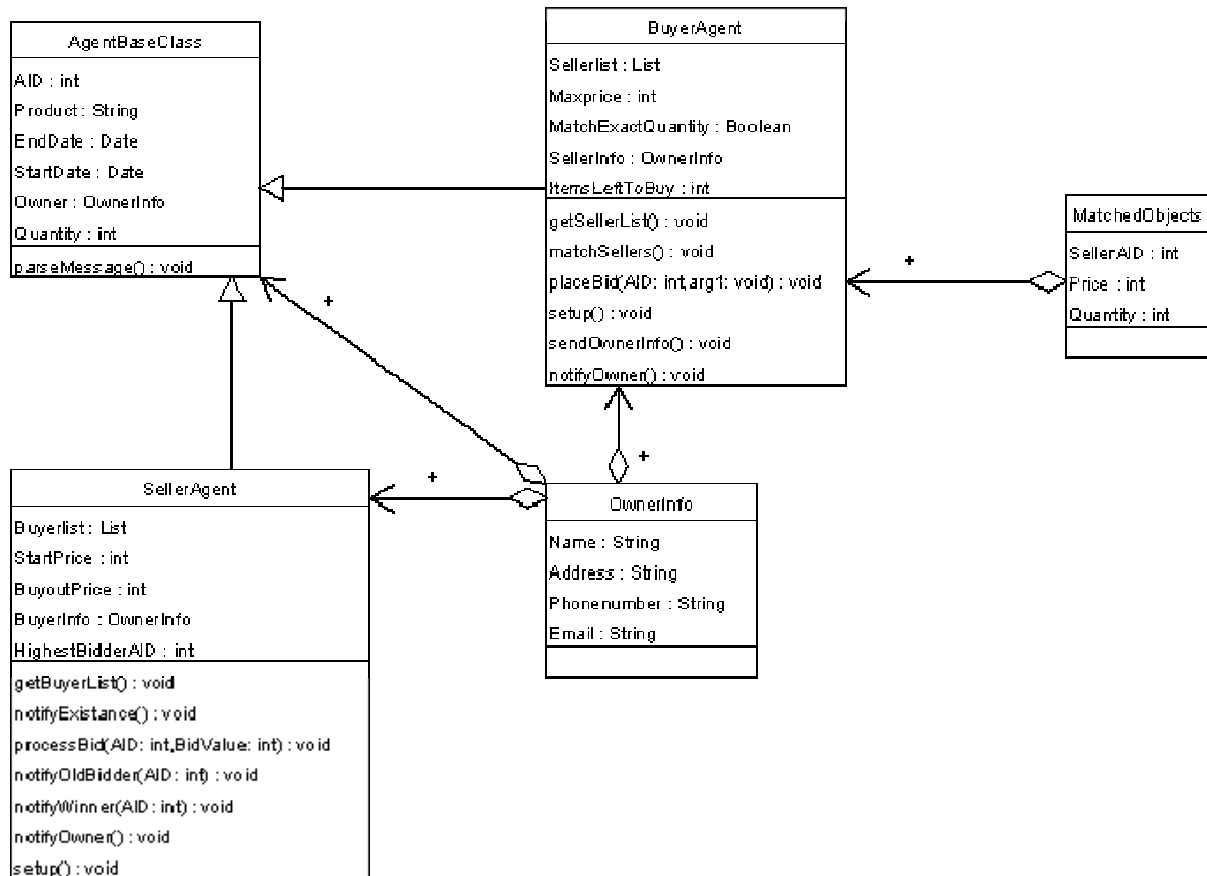 AgentBaseClass
AID : int
Product : String
EndDate : Date
StartDate : Date
Owner : OwnerInfo
Quantity : int
parseMessage() : void
BuyerAgent
Sellerlist : List
Maxprice : int
MatchExactQuantity : Boolean
SellerInfo : OwnerInfo
ItemsLeftToBuy : int
getSellerList() : void
matchSellers() : void
placeBid(AID: int,arg1: void) : void
setup() : void
sendOwnerInfo() : void
notifyOwner() : void
MatchedObjects
SellerAID : int
Price : int
Quantity : int
+
+
+
+
SellerAgent
Buyerlist : List
StartPrice : int
BuyoutPrice : int
BuyerInfo : OwnerInfo
HighestBidderAID : int
getBuyerList() : void
notifyExistance() : void
processBid(AID: int,BidValue: int) : void
notifyOldBidder(AID : int) : void
notifyWinner(AID : int) : void
notifyOwner() : void
setup() : void
OwnerInfo
Name : String
Address : String
Phonenumber : String
Email : String